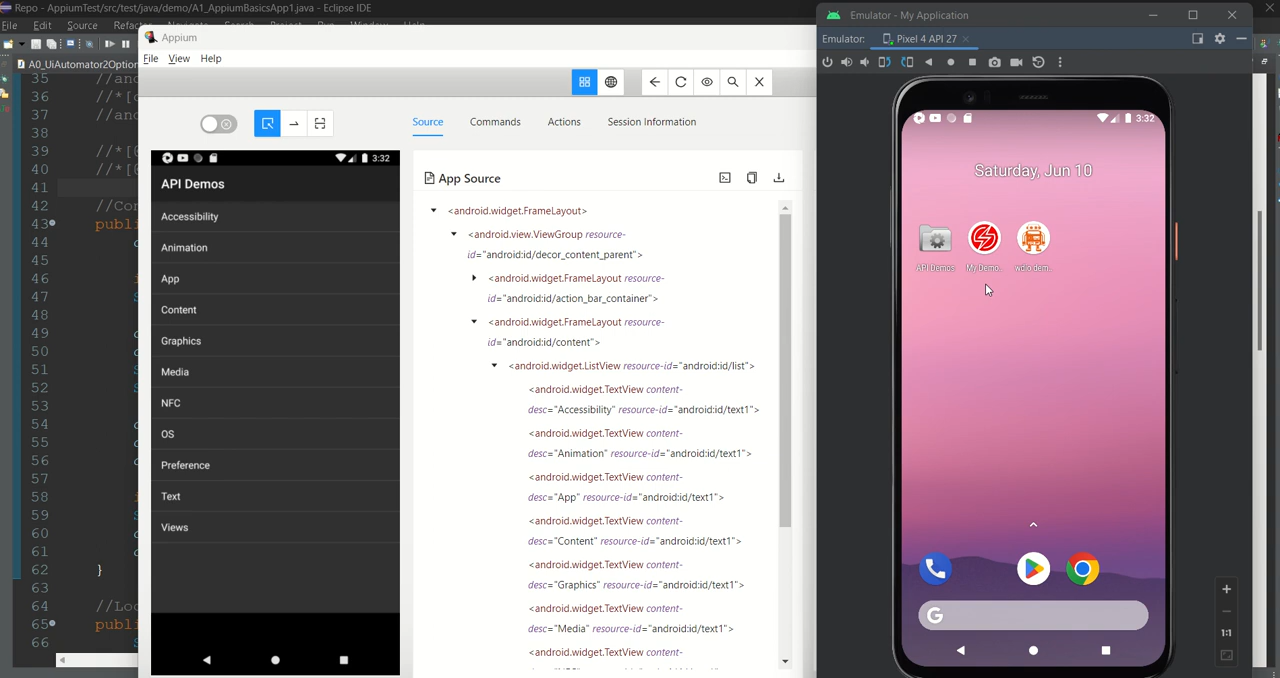 Repo - AppiumTest/src/test/java/demo/A1_AppiumBasicsApp1.java - Eclipse IDE
File Edit Source
A0_UiAutomator2Option
35 //an
36 //*[c
37 //an
38
39 //*[
40 //*[
41
42 //Con
43 publi
44
45
46
47
48
49
50
51
52
53
54
55
56
57
58
59
60
61
62 }
63
64 //Lo
65 publi
66
Appium
File View Help
Source Commands Actions Session Information
3:32
API Demos
Accessibility
Animation
App
Content
Graphics
Media
NFC
OS
Preference
Text
Views
App Source
<android.widget.FrameLayout>
<android.view.ViewGroup resource-
id="android:id/decor_content_parent">
<android.widget.FrameLayout resource-
id="android:id/action_bar_container">
<android.widget.FrameLayout resource-
id="android:id/content">
<android.widget.ListView resource-id="android:id/list">
<android.widget.TextView content-
desc="Accessibility" resource-id="android:id/text1">
<android.widget.TextView content-
desc="Animation" resource-id="android:id/text1">
<android.widget.TextView content-
desc="App" resource-id="android:id/text1">
<android.widget.TextView content-
desc="Content" resource-id="android:id/text1">
<android.widget.TextView content-
desc="Graphics" resource-id="android:id/text1">
<android.widget.TextView content-
desc="Media" resource-id="android:id/text1">
<android.widget.TextView content-
Emulator - My Application
Emulator: Pixel 4 API 27
3:32
Saturday, Jun 10
API Demos My Demo.. wdio dem..
G
1:1